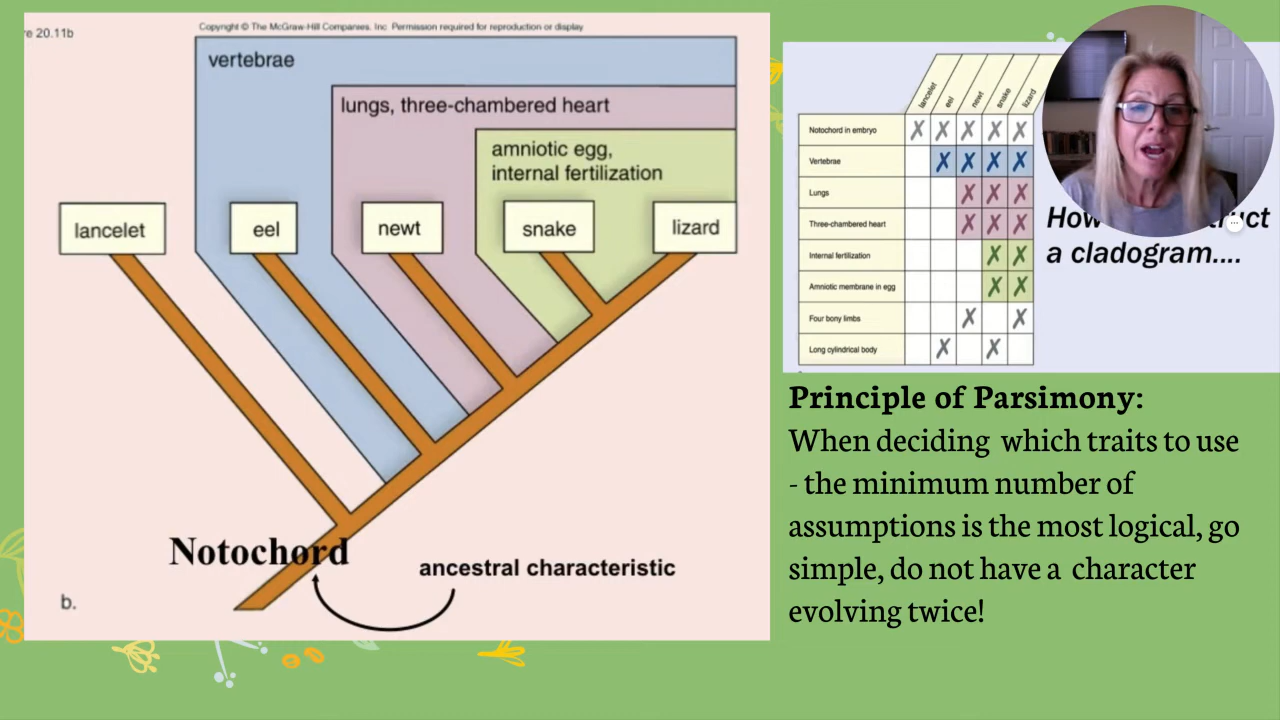 e 20.11b
Copyright © The McGraw-Hill Companies, Inc. Permission required for reproduction or display
vertebrae
lungs, three-chambered heart
amniotic egg,
internal fertilization
lancelet
eel
newt
snake
lizard
Notochord
ancestral characteristic
b.
lancelet
eel
newt
snake
lizard
Notochord in embryo
X X X X X
Vertebrae
X X X X
Lungs
X X X
Three-chambered heart
X X X
Internal fertilization
X X
Amniotic membrane in egg
X X
Four bony limbs
X X
Long cylindrical body
X X
How uct
a cladogram....
Principle of Parsimony:
When deciding which traits to use
- the minimum number of
assumptions is the most logical, go
simple, do not have a character
evolving twice!